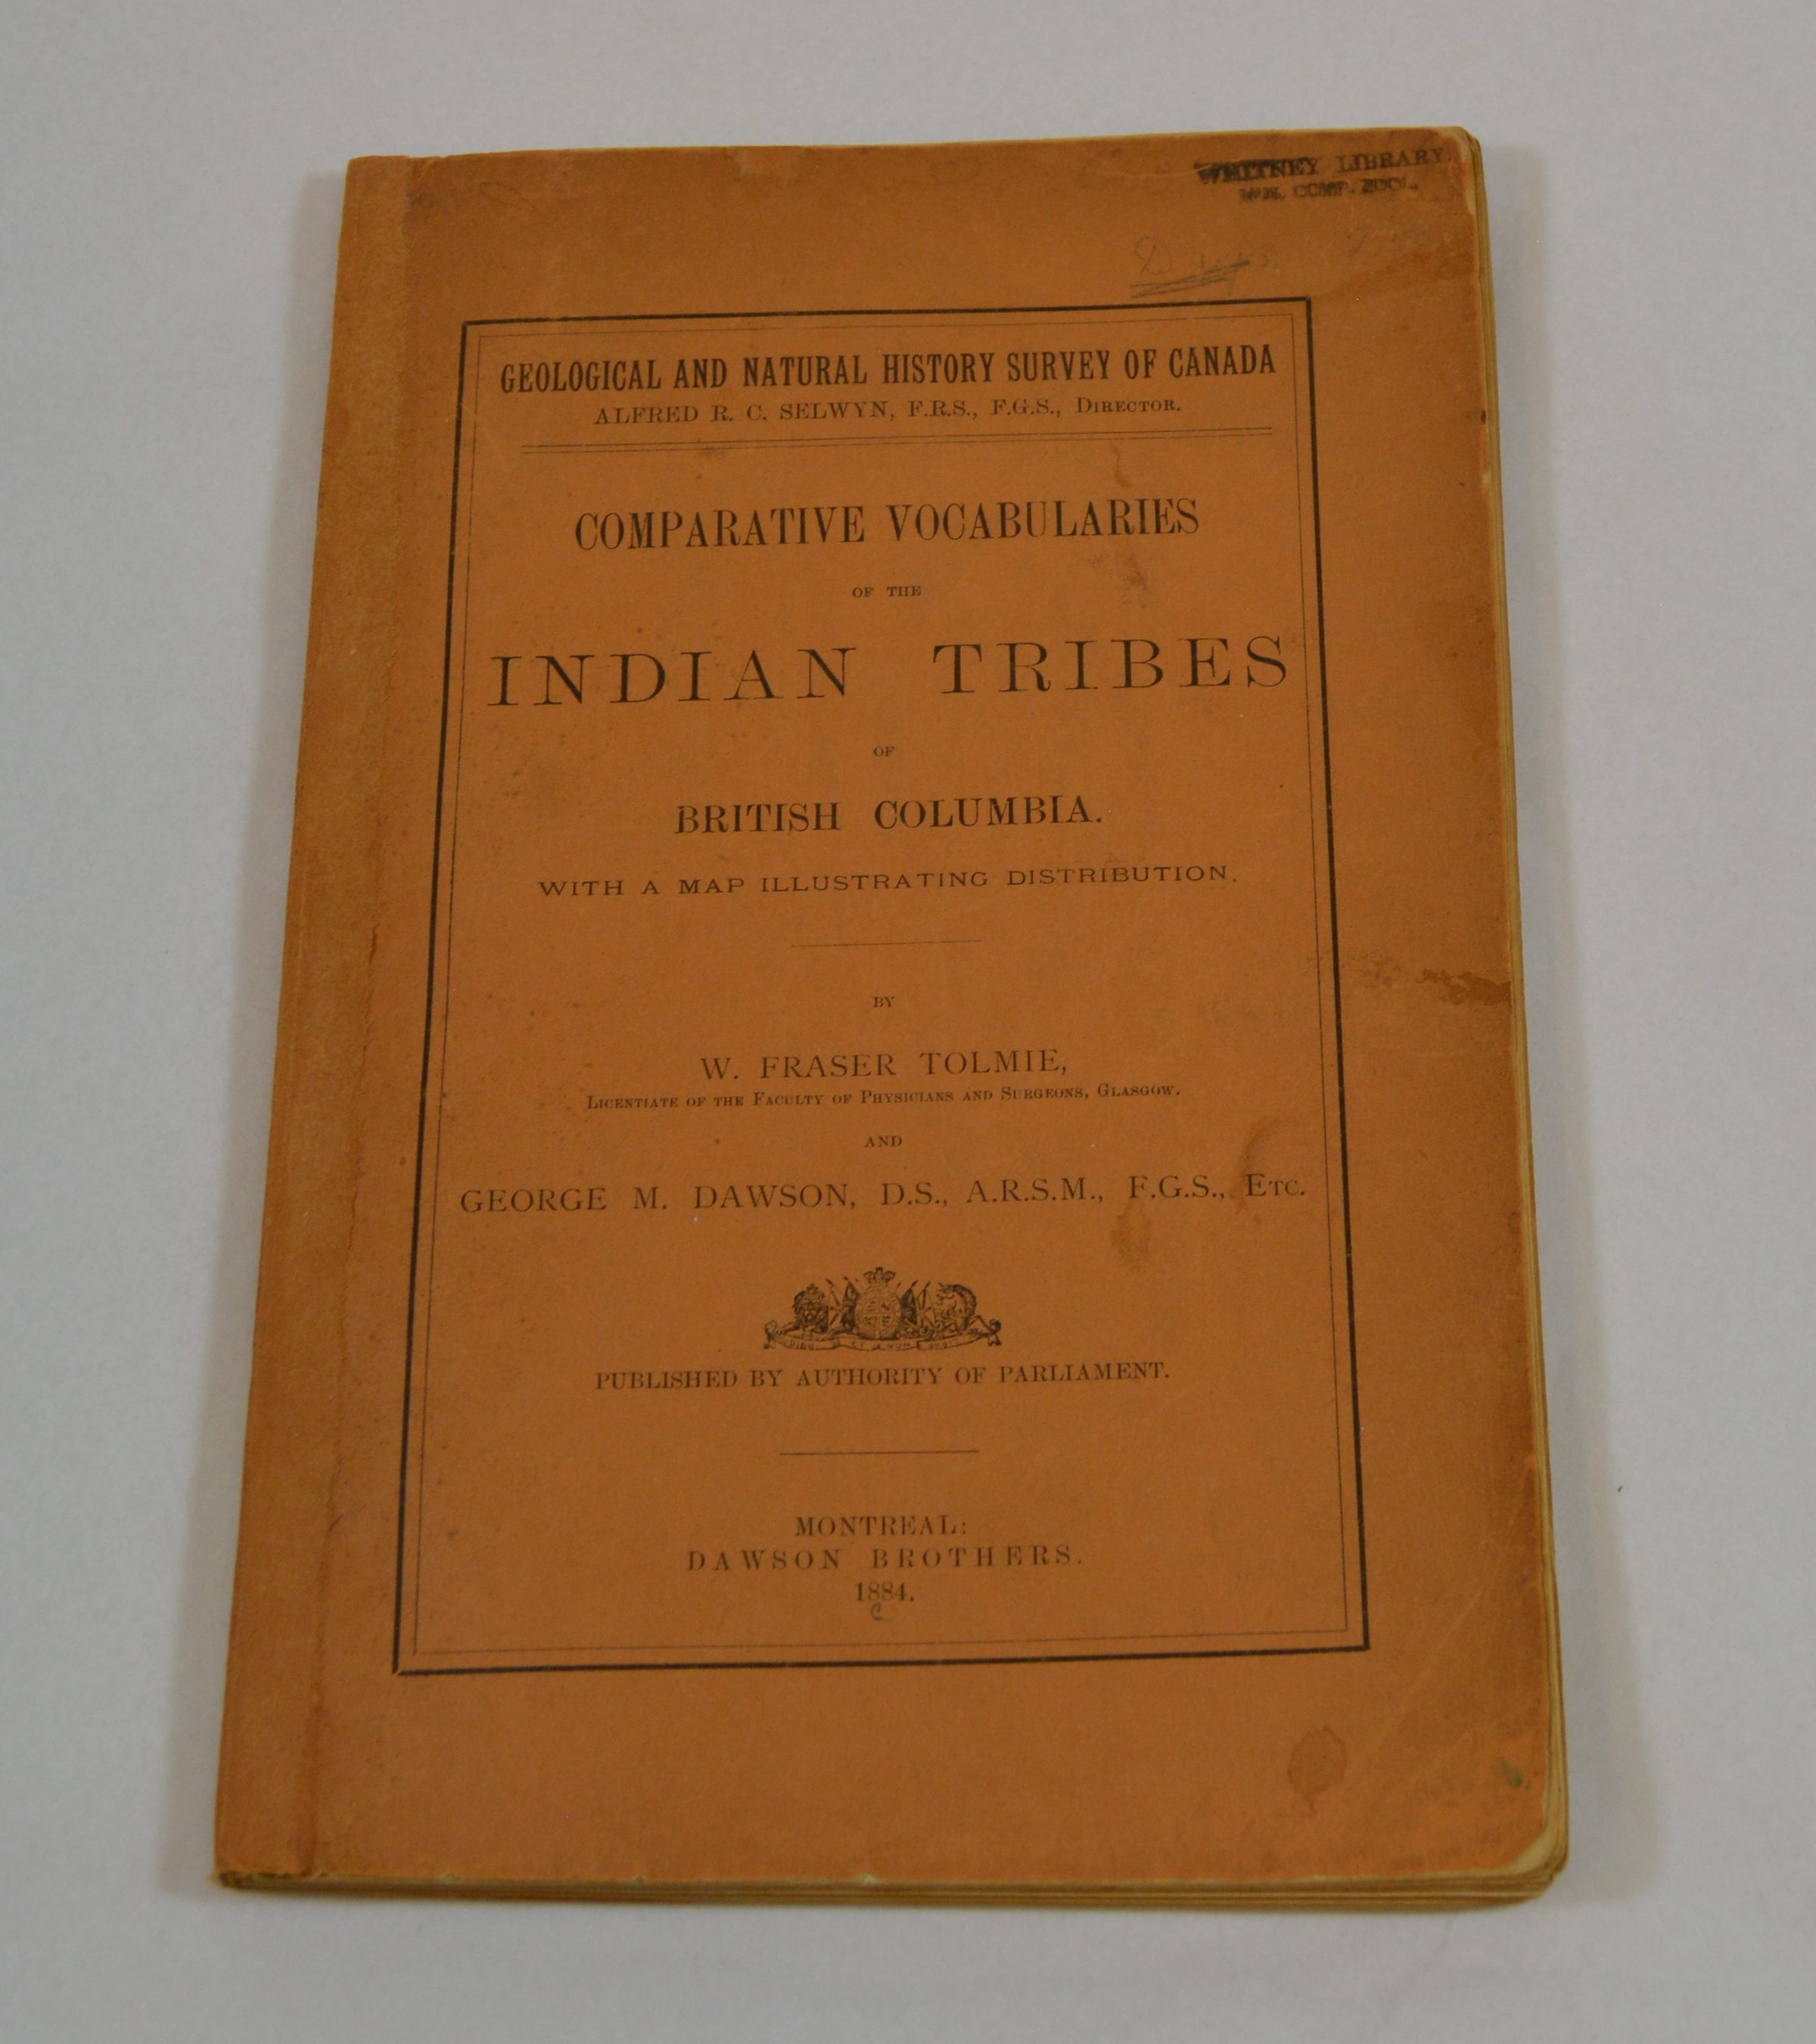 WHITNEY LIBRARY.
COMP. ZOOL.
GEOLOGICAL AND NATURAL HISTORY SURVEY OF CANADA
ALFRED R. C. SELWYN, F.R.S., F.G.S., DIRECTOR.
COMPARATIVE VOCABULARIES
OF THE
INDIAN TRIBES
OF
BRITISH COLUMBIA.
WITH A MAP ILLUSTRATING DISTRIBUTION.
BY
W. FRASER TOLMIE,
LICENTIATE OF THE FACULTY OF PHYSICIANS AND SURGEONS, GLASGOW.
AND
GEORGE M. DAWSON, D.S., A.R.S.M., F.G.S., ETC.
PUBLISHED BY AUTHORITY OF PARLIAMENT.
MONTREAL:
DAWSON BROTHERS.
1884.